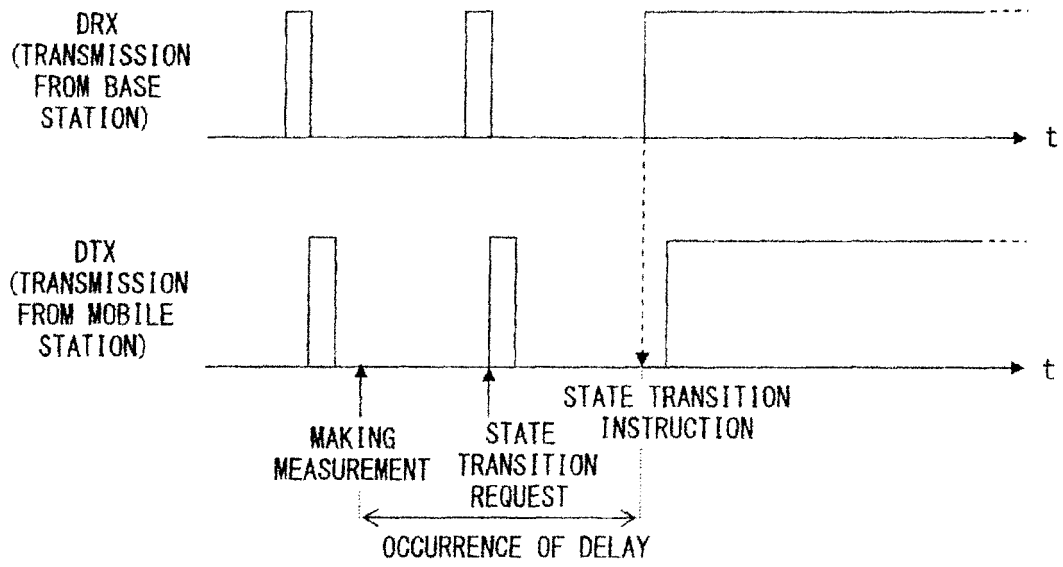 DRX
(TRANSMISSION
FROM BASE
STATION)
t
DTX
(TRANSMISSION
FROM MOBILE
STATION)
t
MAKING
MEASUREMENT
STATE
TRANSITION
REQUEST
STATE TRANSITION
INSTRUCTION
OCCURRENCE OF DELAY